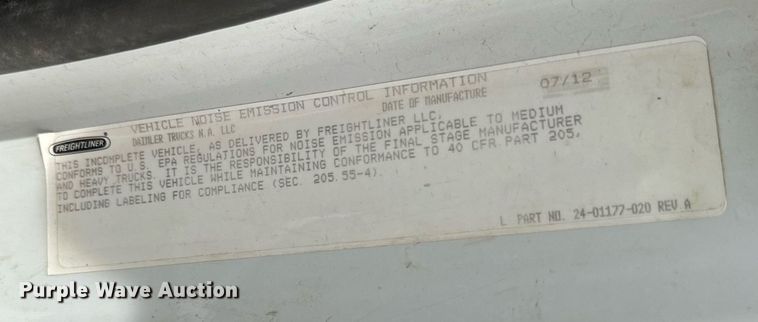 FREIGHTLINER
VEHICLE NOISE EMISSION CONTROL INFORMATION
DAIMLER TRUCKS N.A. LLC
DATE OF MANUFACTURE
07/12
THIS INCOMPLETE VEHICLE, AS DELIVERED BY FREIGHTLINER LLC,
CONFORMS TO U.S. EPA REGULATIONS FOR NOISE EMISSION APPLICABLE TO MEDIUM
AND HEAVY TRUCKS. IT IS THE RESPONSIBILITY OF THE FINAL STAGE MANUFACTURER
TO COMPLETE THIS VEHICLE WHILE MAINTAINING CONFORMANCE TO 40 CFR PART 205,
INCLUDING LABELING FOR COMPLIANCE (SEC. 205.55-4).
L PART NO. 24-01177-020 REV A
Purple Wave Auction